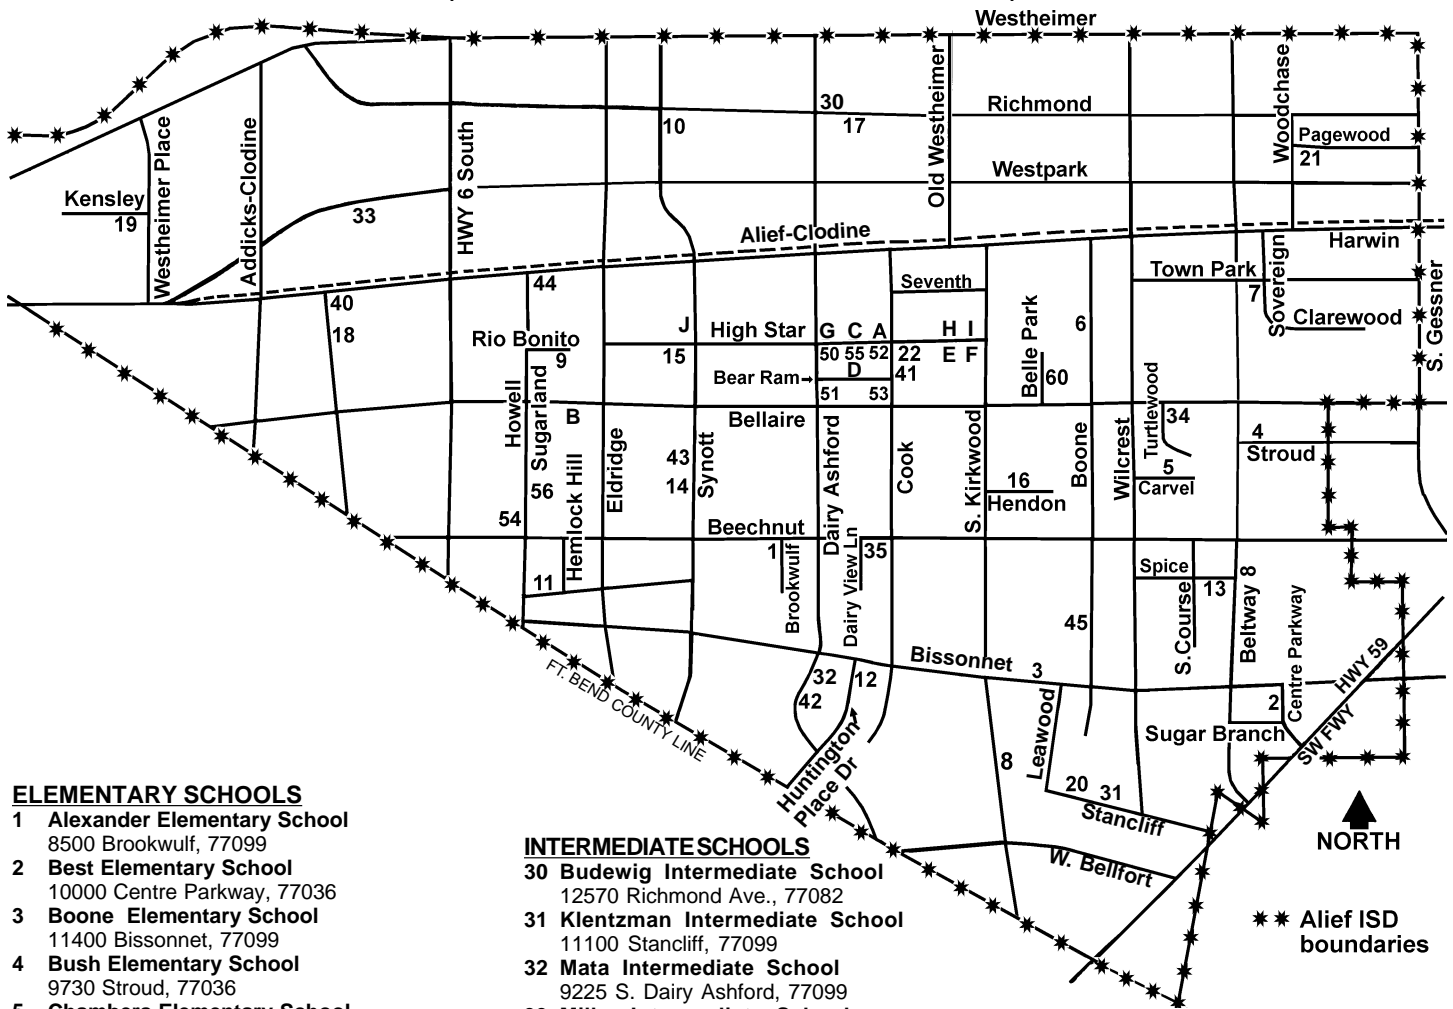 Westheimer
30
Richmond
10
17
Old Westheimer
Woodchase
Pagewood
21
Westheimer Place
Addicks-Clodine
HWY 6 South
Westpark
Kensley
19
33
Alief-Clodine
Harwin
Sovereign
S. Gessner
Town Park
7
Clarewood
44
Seventh
40
18
J
High Star
G C A
H I
Belle Park
6
Rio Bonito
9
15
50 55 52
22
E F
D
41
Bear Ram→
60
51
53
Howell
Sugarland
B
Bellaire
Turtlewood
34
4
Stroud
Hemlock Hill
Eldridge
43
Synott
14
Dairy Ashford
Cook
S. Kirkwood
16
Hendon
Boone
Wilcrest
5
Carvel
56
54
Beechnut
1
Brookwulf
Dairy View Ln
35
11
Spice
13
S.Course
Beltway 8
Centre Parkway
HWY 59
45
Bissonnet
3
FT. BEND COUNTY LINE
32
42
12
2
Sugar Branch
SW FWY
Huntington
Place Dr
8
Leawood
20
31
Stancliff
W. Bellfort
NORTH
Alief ISD
boundaries
ELEMENTARY SCHOOLS
1 Alexander Elementary School
8500 Brookwulf, 77099
2 Best Elementary School
10000 Centre Parkway, 77036
3 Boone Elementary School
11400 Bissonnet, 77099
4 Bush Elementary School
9730 Stroud, 77036
INTERMEDIATE SCHOOLS
30 Budewig Intermediate School
12570 Richmond Ave., 77082
31 Klentzman Intermediate School
11100 Stancliff, 77099
32 Mata Intermediate School
9225 S. Dairy Ashford, 77099